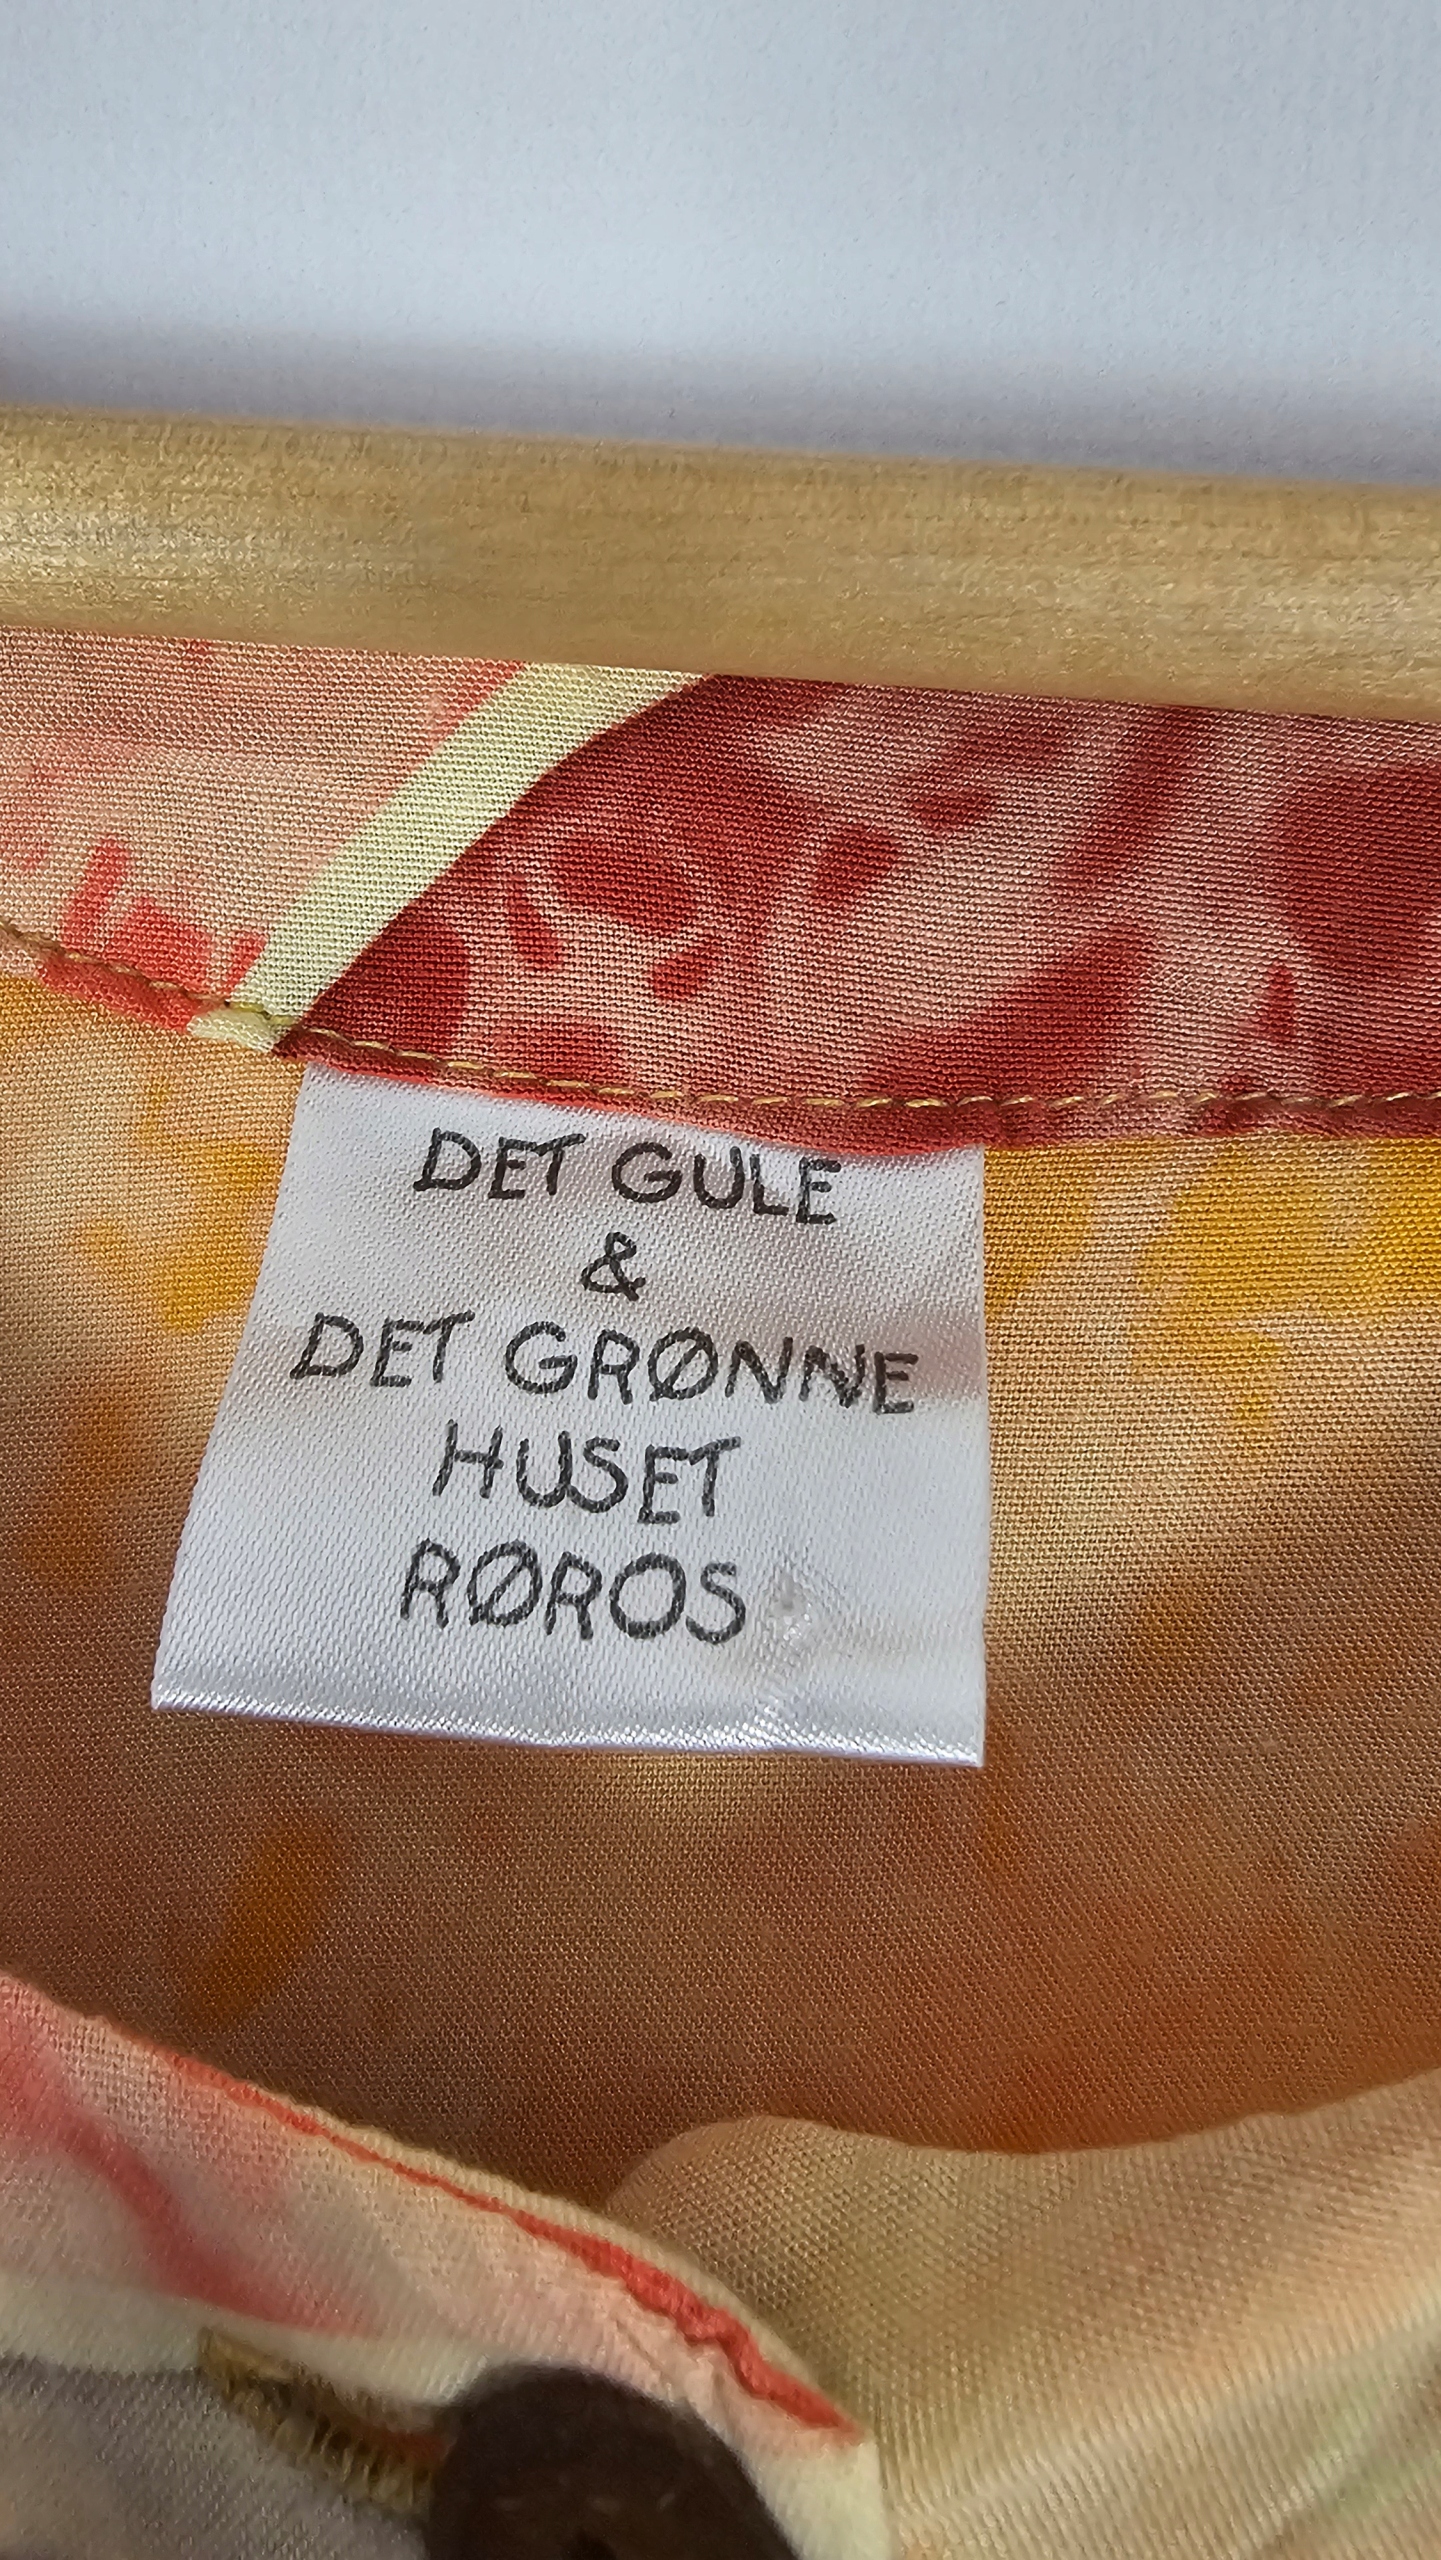 DET GULE
&
DET GRØNNE
HUSET
RØROS